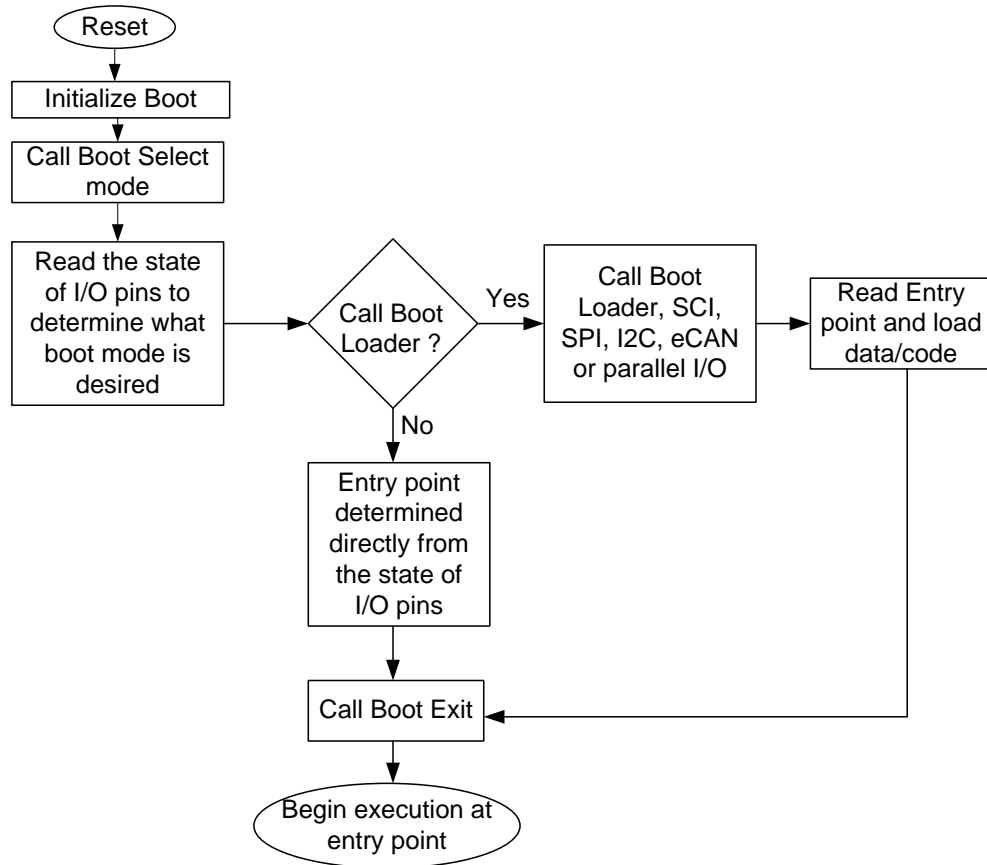 Reset
Initialize Boot
Call Boot Select
mode
Read the state
of I/O pins to
determine what
boot mode is
desired
Call Boot
Loader ?
Yes
Call Boot
Loader, SCI,
SPI, I2C, eCAN
or parallel I/O
Read Entry
point and load
data/code
No
Entry point
determined
directly from
the state of
I/O pins
Call Boot Exit
Begin execution at
entry point